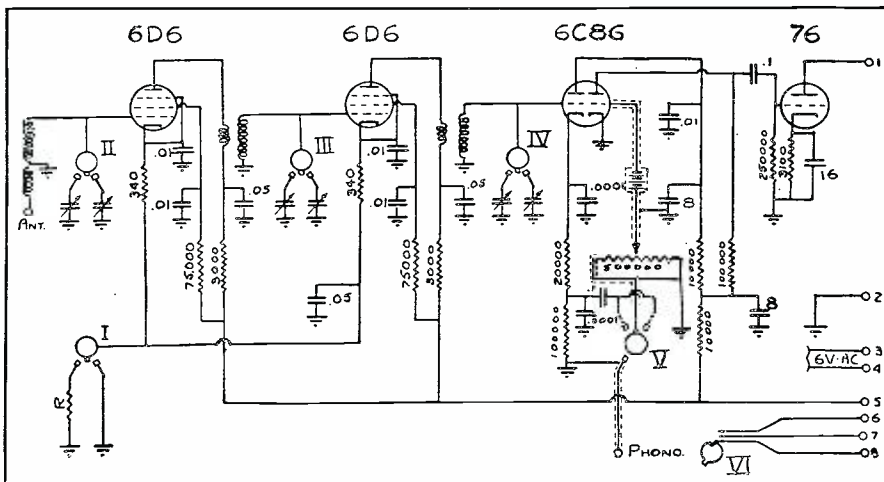 6D6 6D6 6C8G 76
.1 1
II III IV
.01 .01 .01
340 340 250000 3100 16
.01 .05 .01 .05 .0001 8
ANT.
75000 3000 75000 3000 20000 10000 100000
500000
.05 .0001 8 2
I V
100000 10000
3
6V·AC
4
R
5
6
PHONO. 7
VI 8